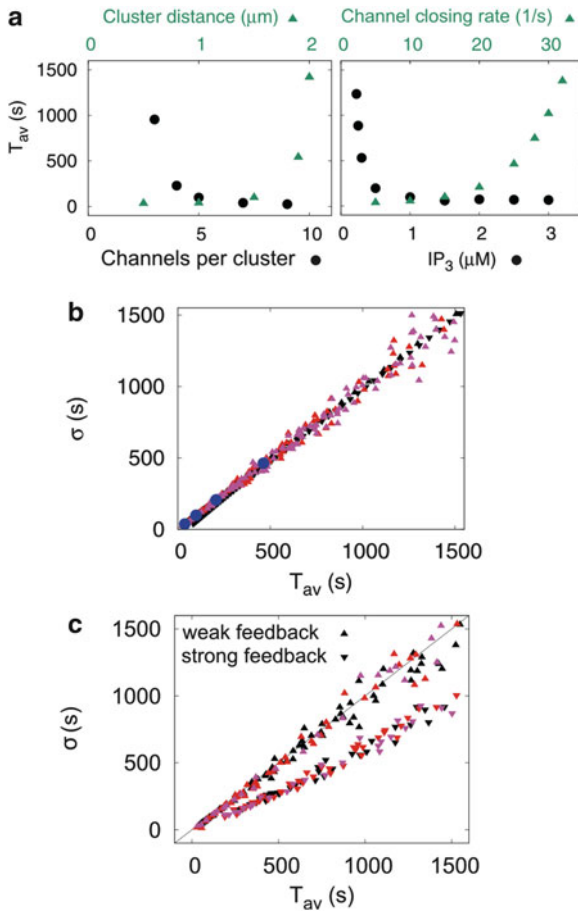 a
Cluster distance (μm) ▲
Channel closing rate (1/s) ▲
0 1 2
0 10 20 30
T_av (s)
1500
1000
500
0
0 5 10
0 1 2 3
Channels per cluster ●
IP₃ (μM) ●
b
σ (s)
1500
1000
500
0
0 500 1000 1500
T_av (s)
c
weak feedback ▲
strong feedback ▼
σ (s)
1500
1000
500
0
0 500 1000 1500
T_av (s)